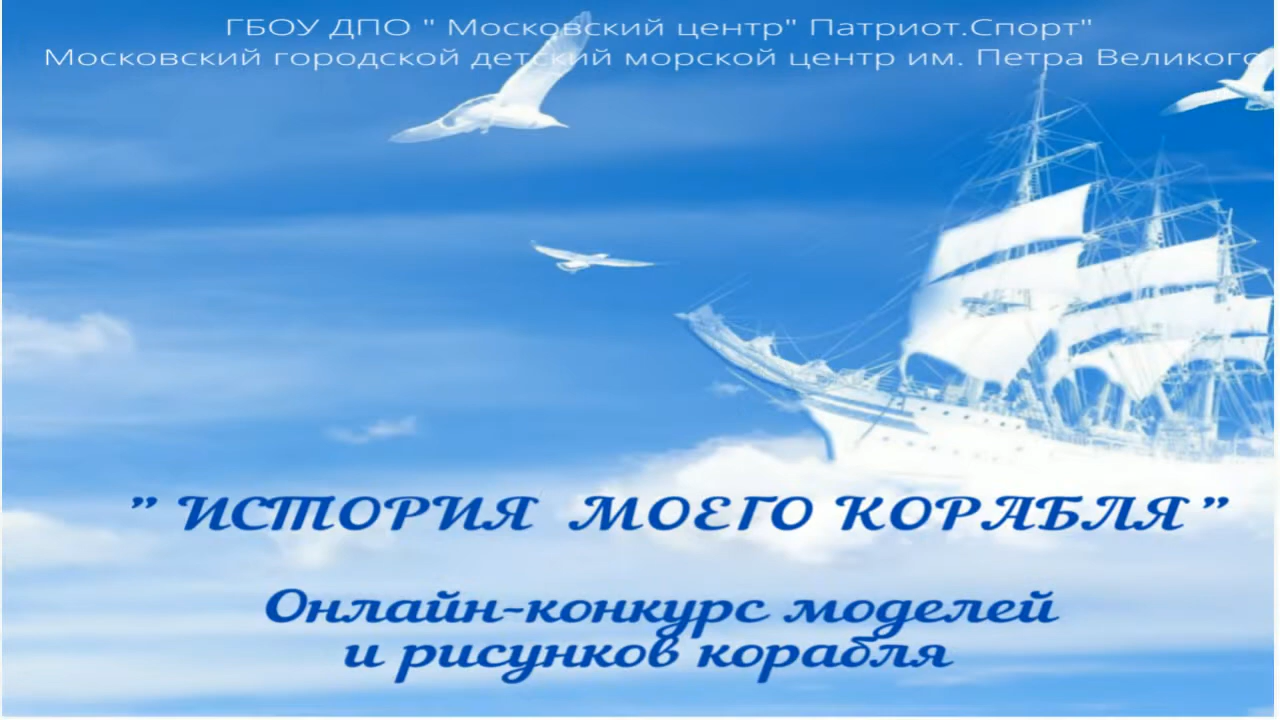 ГБОУ ДПО " Московский центр" Патриот.Спорт"
Московский городской детский морской центр им. Петра Великого
" ИСТОРИЯ МОЕГО КОРАБЛЯ "
Онлайн-конкурс моделей
и рисунков корабля